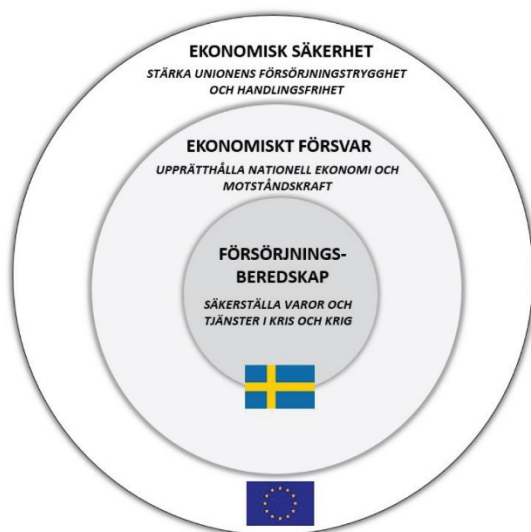 EKONOMISK SÄKERHET
STÄRKA UNIONENS FÖRSÖRJNINGSTRYGGHET
OCH HANDLINGSFRIHET
EKONOMISKT FÖRSVAR
UPPRÄTTHÅLLA NATIONELL EKONOMI OCH
MOTSTÅNDSKRAFT
FÖRSÖRJNINGS-
BEREDSKAP
SÄKERSTÄLLA VAROR OCH
TJÄNSTER I KRIS OCH KRIG